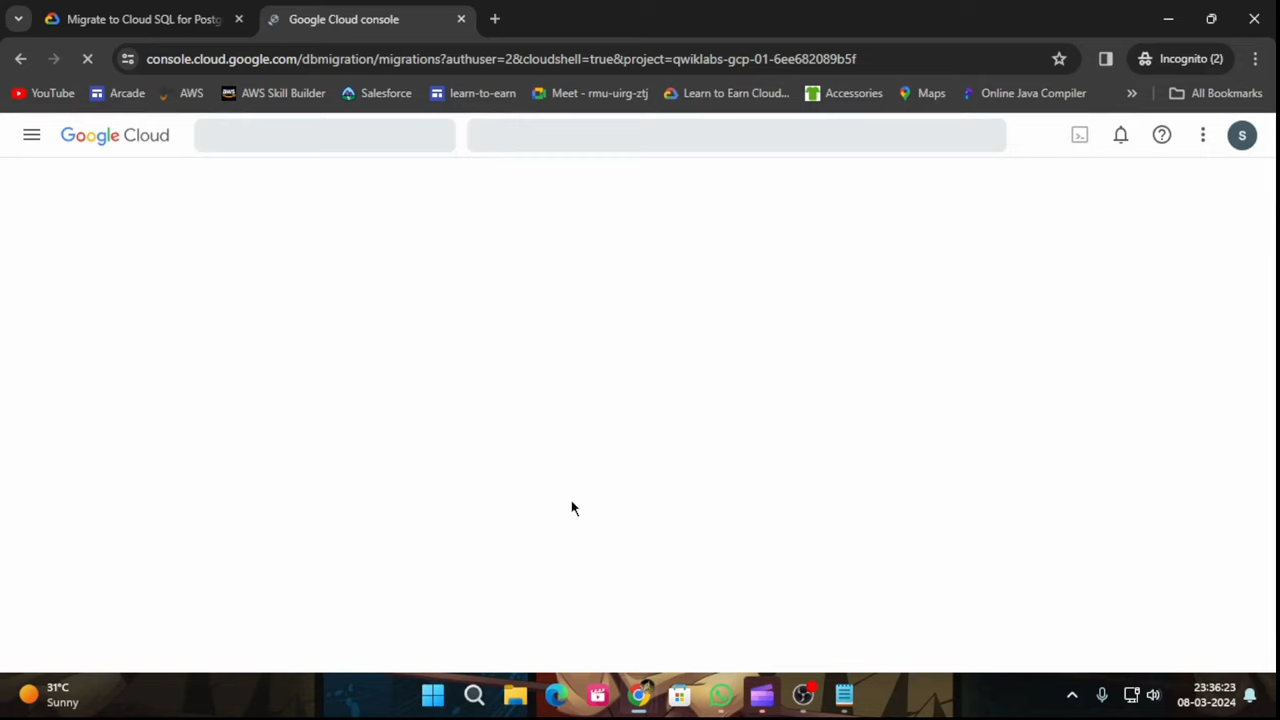 Migrate to Cloud SQL for Postg
Google Cloud console
console.cloud.google.com/dbmigration/migrations?authuser=2&cloudshell=true&project=qwiklabs-gcp-01-6ee682089b5f
Incognito (2)
YouTube
Arcade
AWS
AWS Skill Builder
Salesforce
learn-to-earn
Meet - rmu-uirg-ztj
Learn to Earn Cloud...
Accessories
Maps
Online Java Compiler
All Bookmarks
Google Cloud
S
31°C
Sunny
23:36:23
08-03-2024